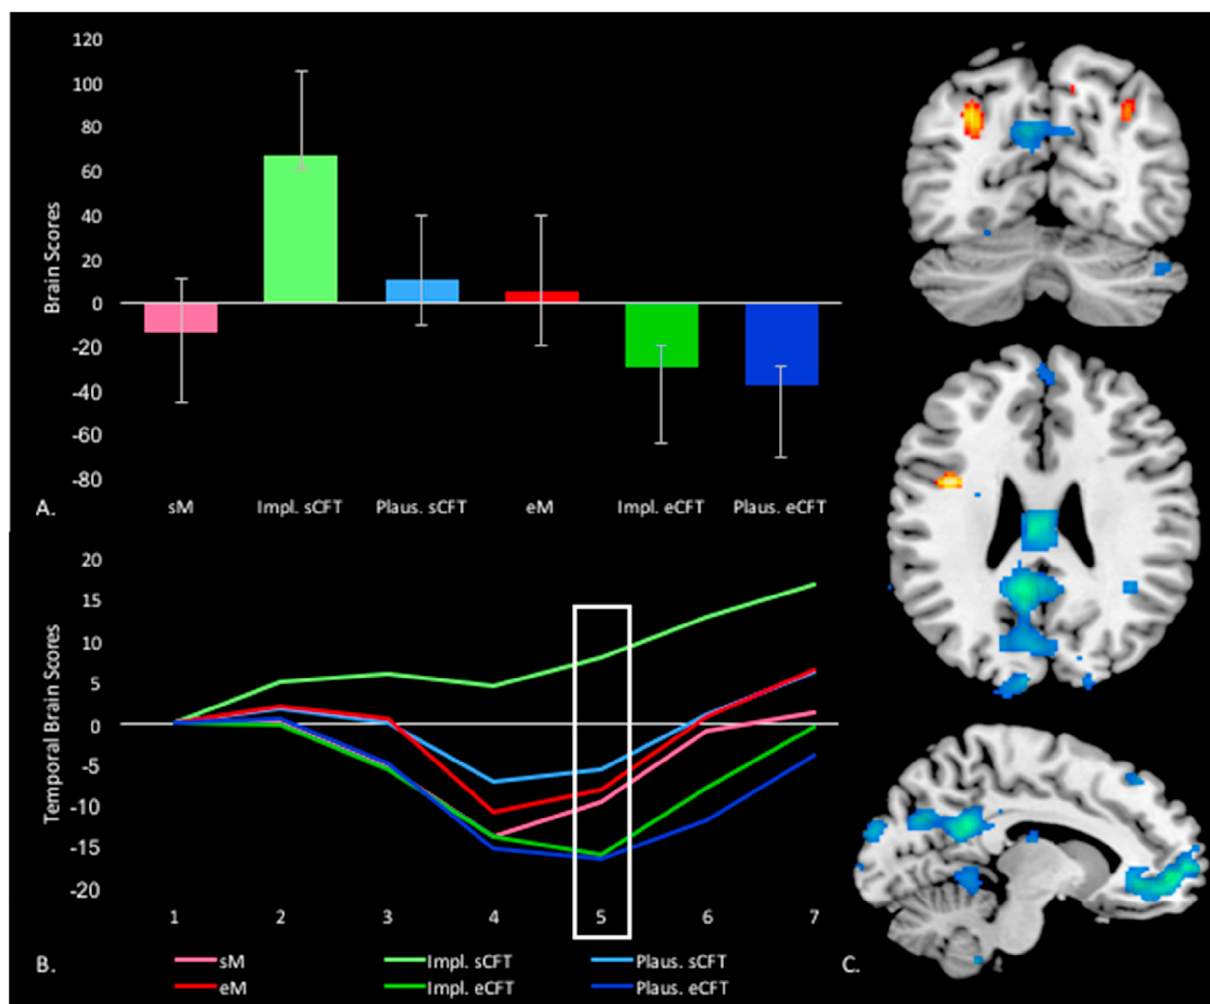 120
100
80
60
40
20
0
-20
-40
-60
-80
Brain Scores
A.
sM Impl. sCFT Plaus. sCFT eM Impl. eCFT Plaus. eCFT
20
15
10
5
0
-5
-10
-15
-20
Temporal Brain Scores
1 2 3 4 5 6 7
B.
sM Impl. sCFT Plaus. sCFT
eM Impl. eCFT Plaus. eCFT
C.